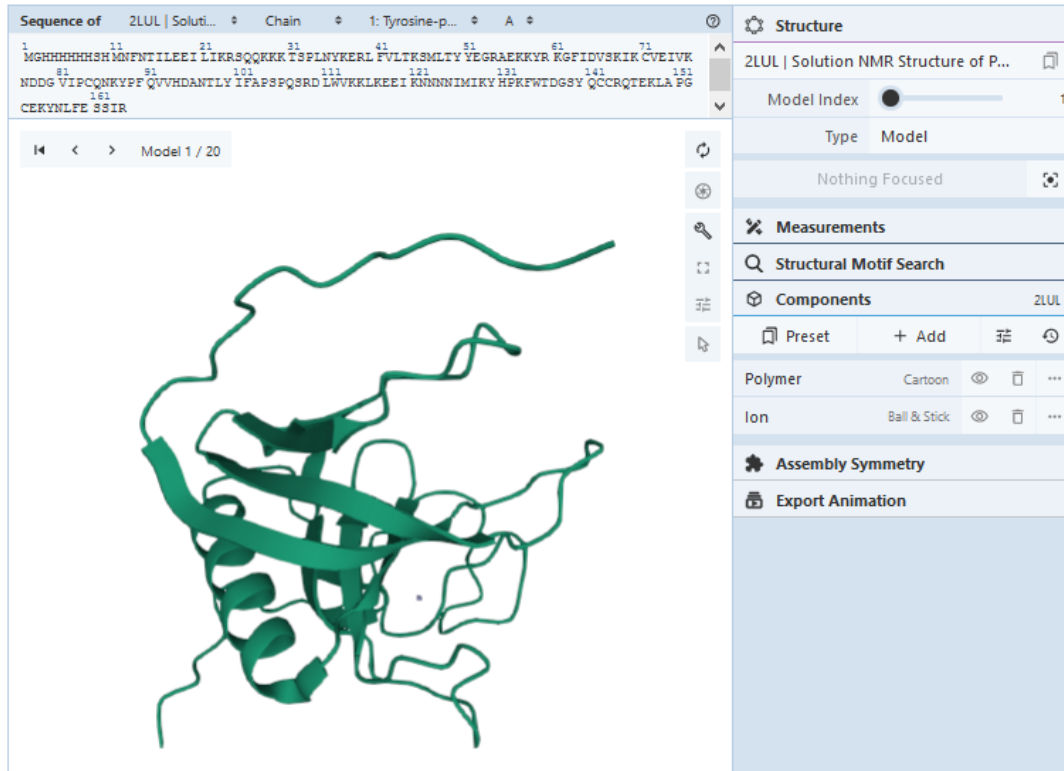 Sequence of 2LUL | Soluti... Chain 1: Tyrosine-p... A
1 11 21 31 41 51 61 71
MGHHHHHHSH MNFNTILEEI LIKRSQQKKK TSPLNYKERL FVLTKSMLTY YEGRAEKKYR KGFIDVSKIK CVEIVK
81 91 101 111 121 131 141 151
NDDG VIPCQNKYPF QVVHDANTLY IFAPSPQSRD LWVKKLKEEI KNNNNIMIKY HPKFWTDGSY QCCRQTEKLA PG
161
CEKYNLFE SSIR
Model 1 / 20
Structure
2LUL | Solution NMR Structure of P...
Model Index 1
Type Model
Nothing Focused
Measurements
Structural Motif Search
Components 2LUL
Preset + Add
Polymer Cartoon
Ion Ball & Stick
Assembly Symmetry
Export Animation